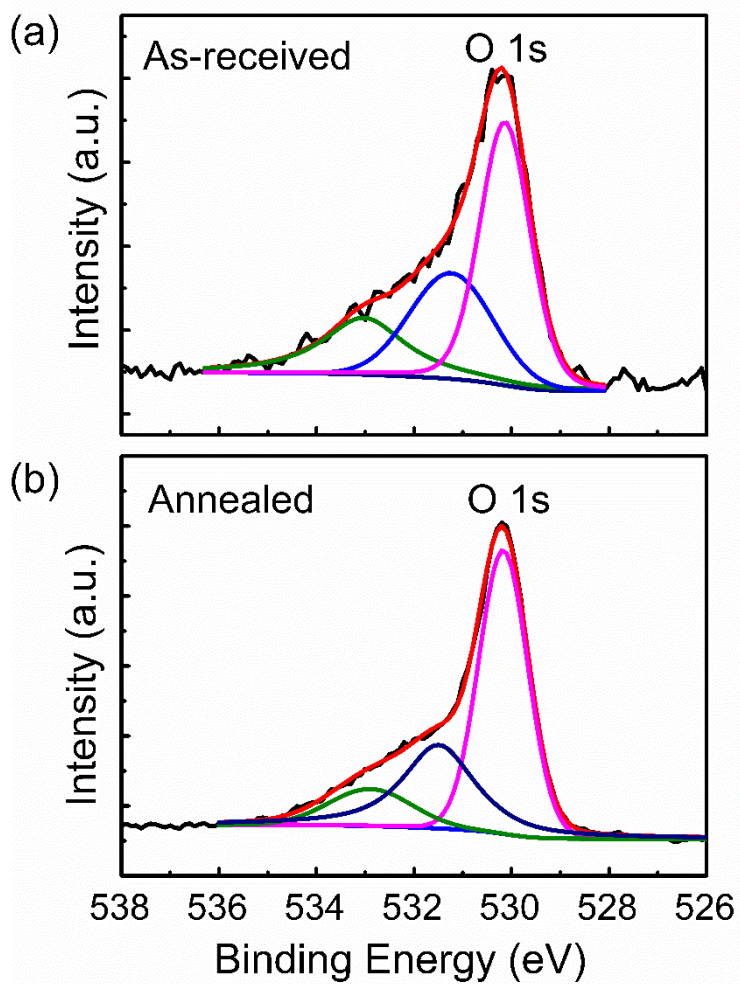 (a)
As-received
O 1s
Intensity (a.u.)
(b)
Annealed
O 1s
Intensity (a.u.)
538 536 534 532 530 528 526
Binding Energy (eV)